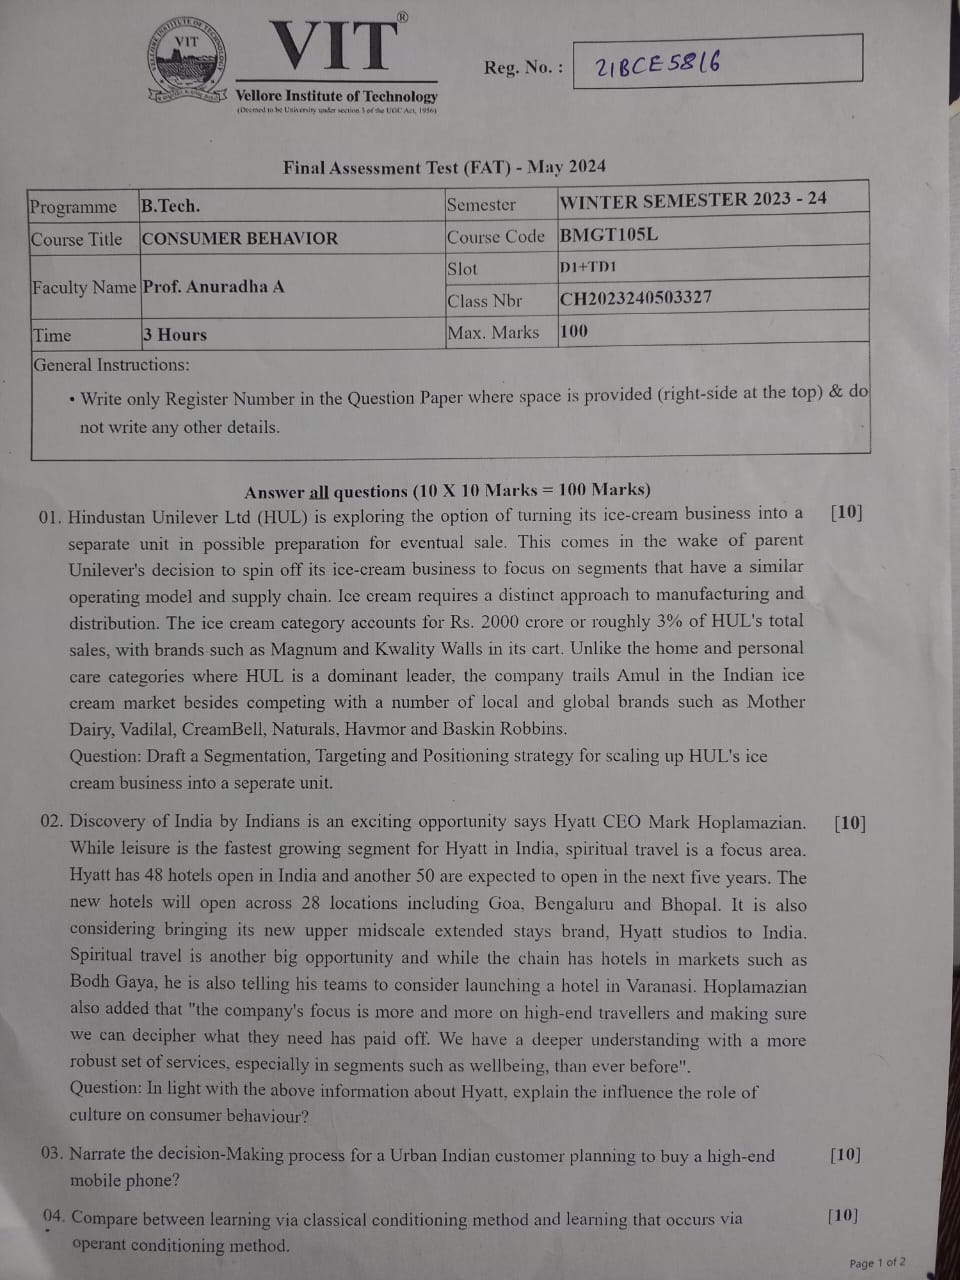 VELLORE INSTITUTE OF TECHNOLOGY
VIT
VIT®
Vellore Institute of Technology
(Deemed to be University under section 3 of the UGC Act, 1956)
Reg. No. : 21BCE5816
Final Assessment Test (FAT) - May 2024
Programme B.Tech. Semester WINTER SEMESTER 2023 - 24
Course Title CONSUMER BEHAVIOR Course Code BMGT105L
Faculty Name Prof. Anuradha A Slot D1+TD1
Class Nbr CH2023240503327
Time 3 Hours Max. Marks 100
General Instructions:
• Write only Register Number in the Question Paper where space is provided (right-side at the top) & do
not write any other details.
Answer all questions (10 X 10 Marks = 100 Marks)
01. Hindustan Unilever Ltd (HUL) is exploring the option of turning its ice-cream business into a [10]
separate unit in possible preparation for eventual sale. This comes in the wake of parent
Unilever's decision to spin off its ice-cream business to focus on segments that have a similar
operating model and supply chain. Ice cream requires a distinct approach to manufacturing and
distribution. The ice cream category accounts for Rs. 2000 crore or roughly 3% of HUL's total
sales, with brands such as Magnum and Kwality Walls in its cart. Unlike the home and personal
care categories where HUL is a dominant leader, the company trails Amul in the Indian ice
cream market besides competing with a number of local and global brands such as Mother
Dairy, Vadilal, CreamBell, Naturals, Havmor and Baskin Robbins.
Question: Draft a Segmentation, Targeting and Positioning strategy for scaling up HUL's ice
cream business into a seperate unit.
02. Discovery of India by Indians is an exciting opportunity says Hyatt CEO Mark Hoplamazian. [10]
While leisure is the fastest growing segment for Hyatt in India, spiritual travel is a focus area.
Hyatt has 48 hotels open in India and another 50 are expected to open in the next five years. The
new hotels will open across 28 locations including Goa, Bengaluru and Bhopal. It is also
considering bringing its new upper midscale extended stays brand, Hyatt studios to India.
Spiritual travel is another big opportunity and while the chain has hotels in markets such as
Bodh Gaya, he is also telling his teams to consider launching a hotel in Varanasi. Hoplamazian
also added that "the company's focus is more and more on high-end travellers and making sure
we can decipher what they need has paid off. We have a deeper understanding with a more
robust set of services, especially in segments such as wellbeing, than ever before".
Question: In light with the above information about Hyatt, explain the influence the role of
culture on consumer behaviour?
03. Narrate the decision-Making process for a Urban Indian customer planning to buy a high-end [10]
mobile phone?
04. Compare between learning via classical conditioning method and learning that occurs via [10]
operant conditioning method.
Page 1 of 2